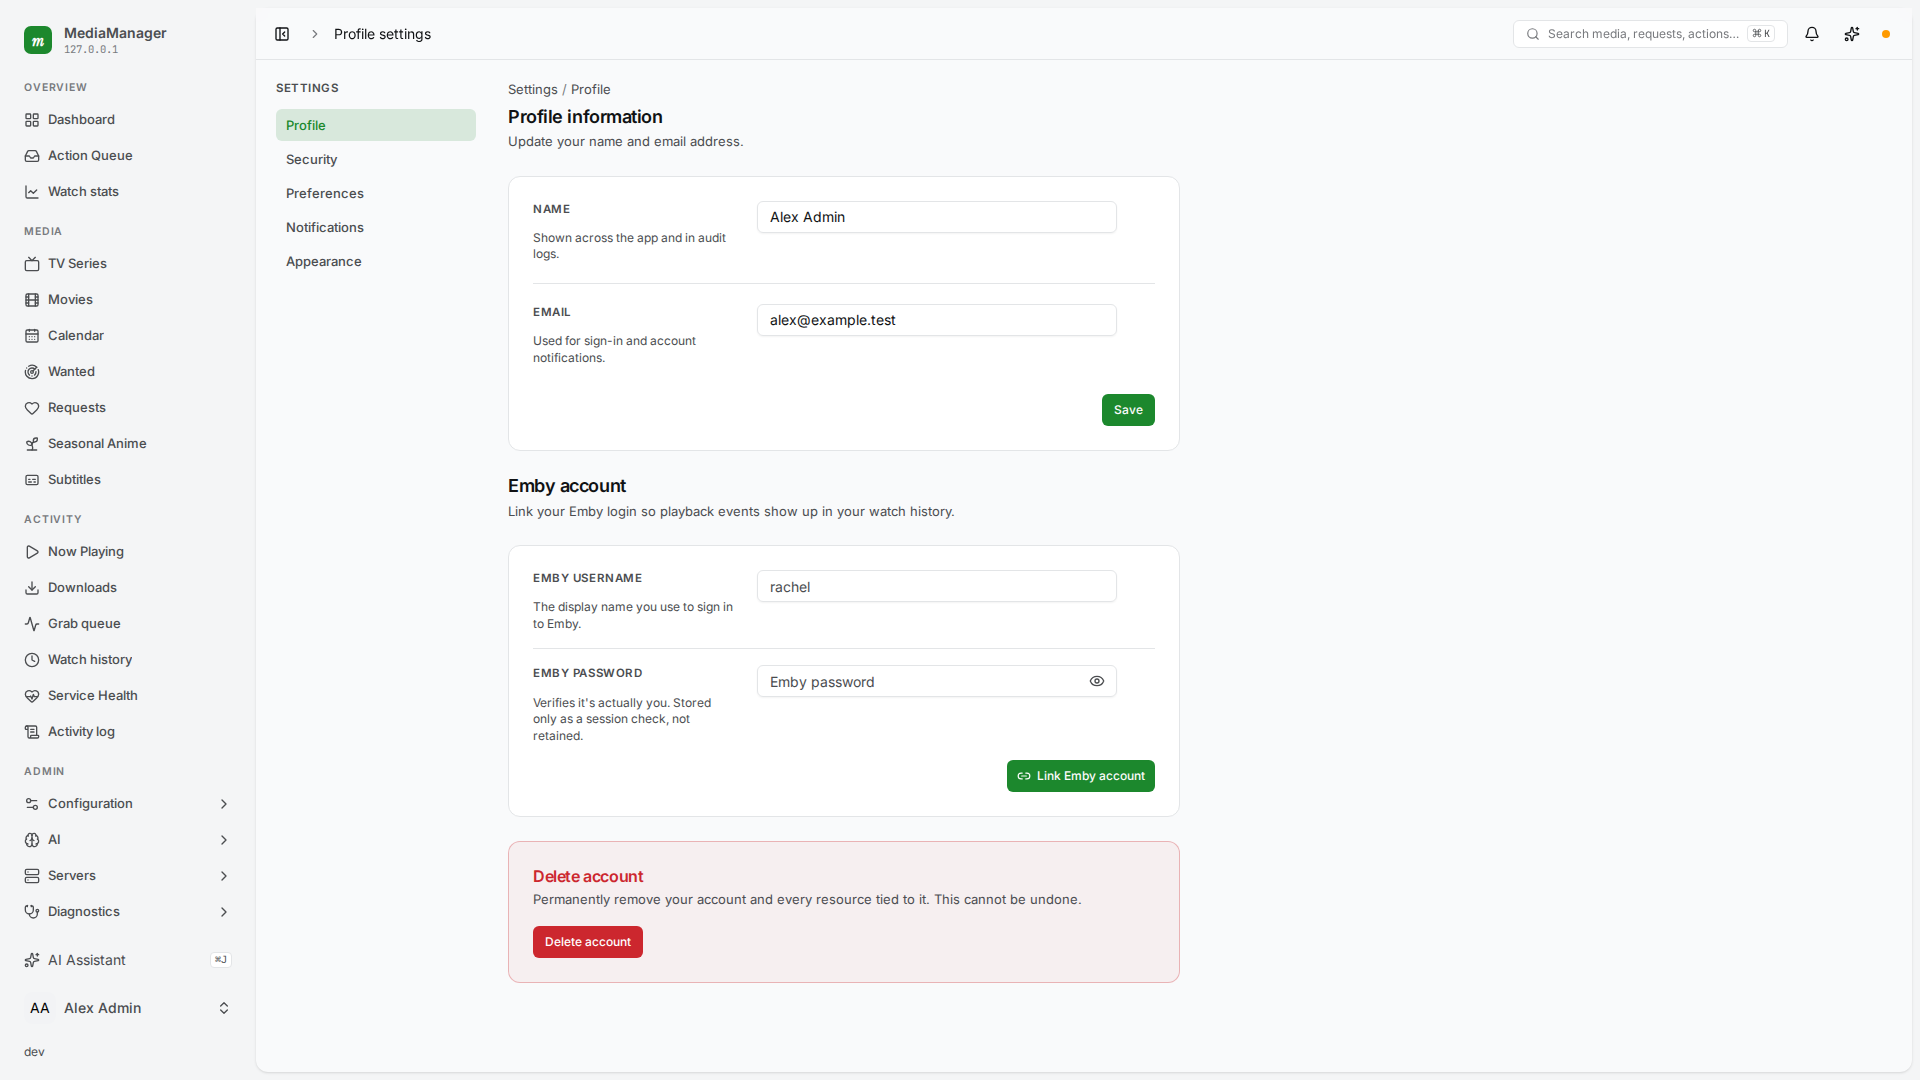 MediaManager
127.0.0.1
OVERVIEW
Dashboard
Action Queue
Watch stats
MEDIA
TV Series
Movies
Calendar
Wanted
Requests
Seasonal Anime
Subtitles
ACTIVITY
Now Playing
Downloads
Grab queue
Watch history
Service Health
Activity log
ADMIN
Configuration
AI
Servers
Diagnostics
AI Assistant ⌘J
AA Alex Admin
dev
Profile settings
Search media, requests, actions... ⌘ K
SETTINGS
Profile
Security
Preferences
Notifications
Appearance
Settings / Profile
Profile information
Update your name and email address.
NAME
Alex Admin
Shown across the app and in audit
logs.
EMAIL
alex@example.test
Used for sign-in and account
notifications.
Save
Emby account
Link your Emby login so playback events show up in your watch history.
EMBY USERNAME
rachel
The display name you use to sign in
to Emby.
EMBY PASSWORD
Emby password
Verifies it's actually you. Stored
only as a session check, not
retained.
Link Emby account
Delete account
Permanently remove your account and every resource tied to it. This cannot be undone.
Delete account